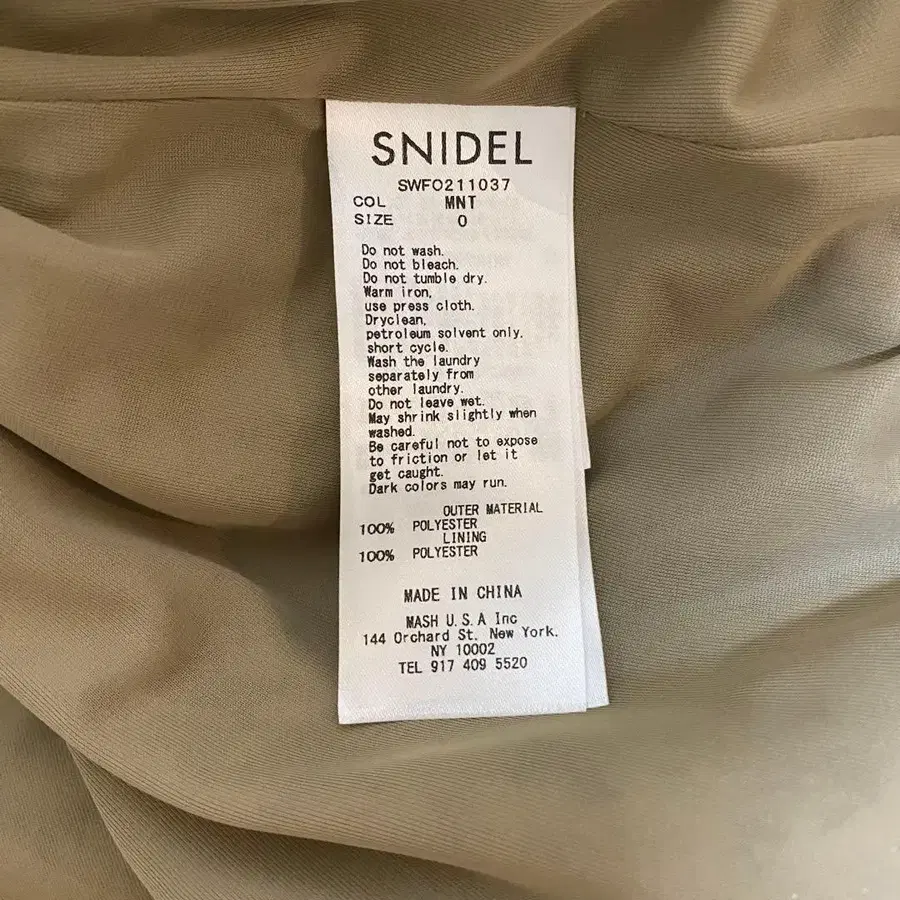 SNIDEL
SWFO211037
COL MNT
SIZE 0
Do not wash.
Do not bleach.
Do not tumble dry.
Warm iron,
use press cloth.
Dryclean,
petroleum solvent only.
short cycle.
Wash the laundry
separately from
other laundry.
Do not leave wet.
May shrink slightly when
washed.
Be careful not to expose
to friction or let it
get caught.
Dark colors may run.
OUTER MATERIAL
100% POLYESTER
LINING
100% POLYESTER
MADE IN CHINA
MASH U.S.A Inc
144 Orchard St. New York.
NY 10002
TEL 917 409 5520